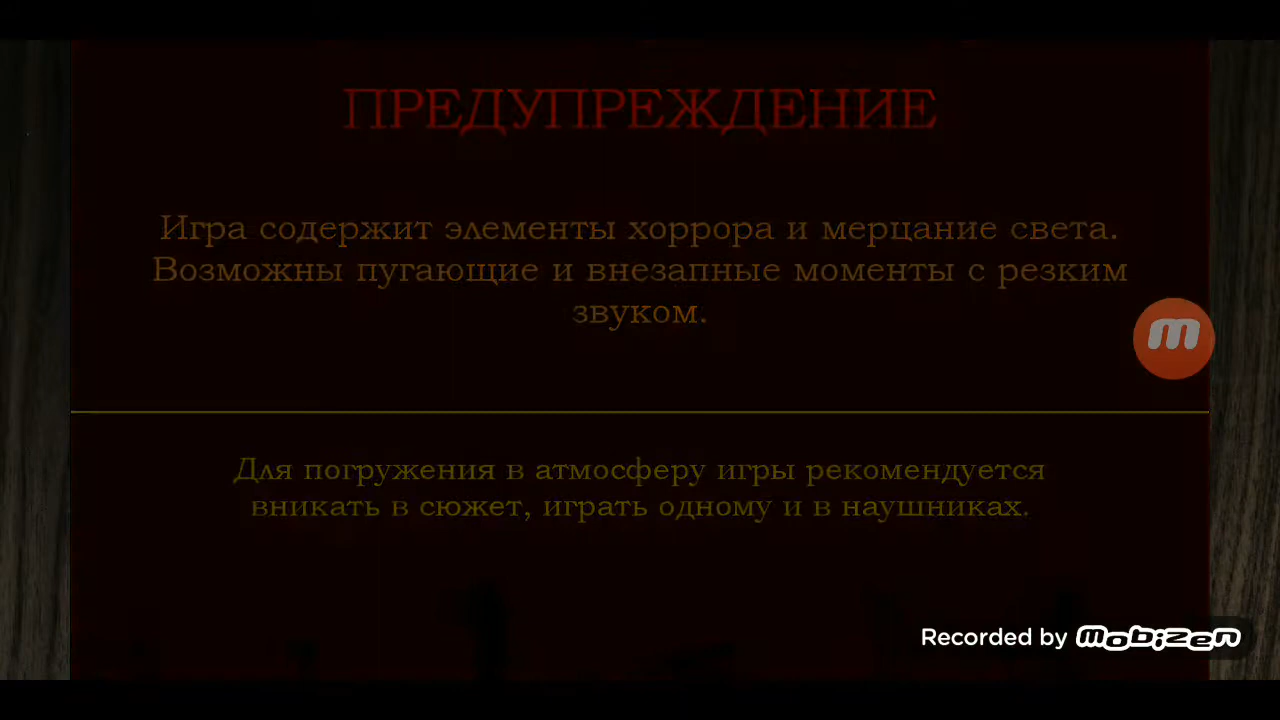 ПРЕДУПРЕЖДЕНИЕ
Игра содержит элементы хоррора и мерцание света.
Возможны пугающие и внезапные моменты с резким
звуком.
Для погружения в атмосферу игры рекомендуется
вникать в сюжет, играть одному и в наушниках.
Recorded by mobizen